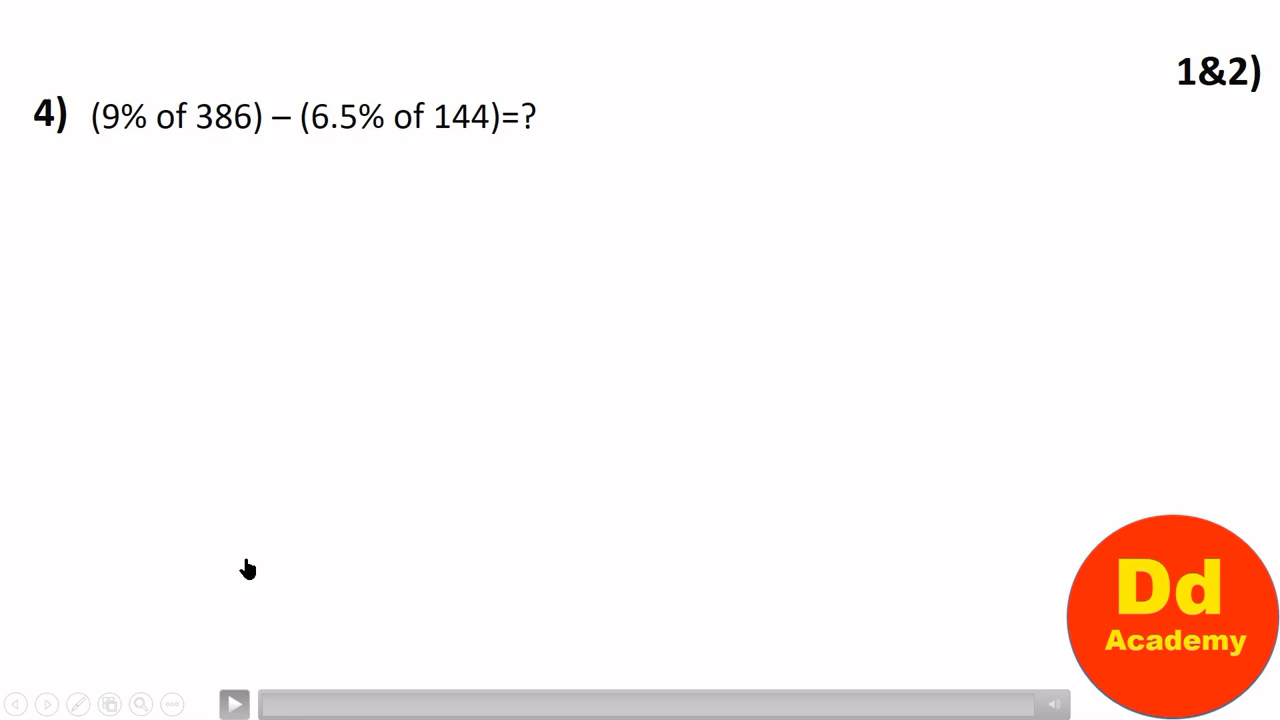 1&2)
4) (9% of 386) – (6.5% of 144)=?
Dd
Academy